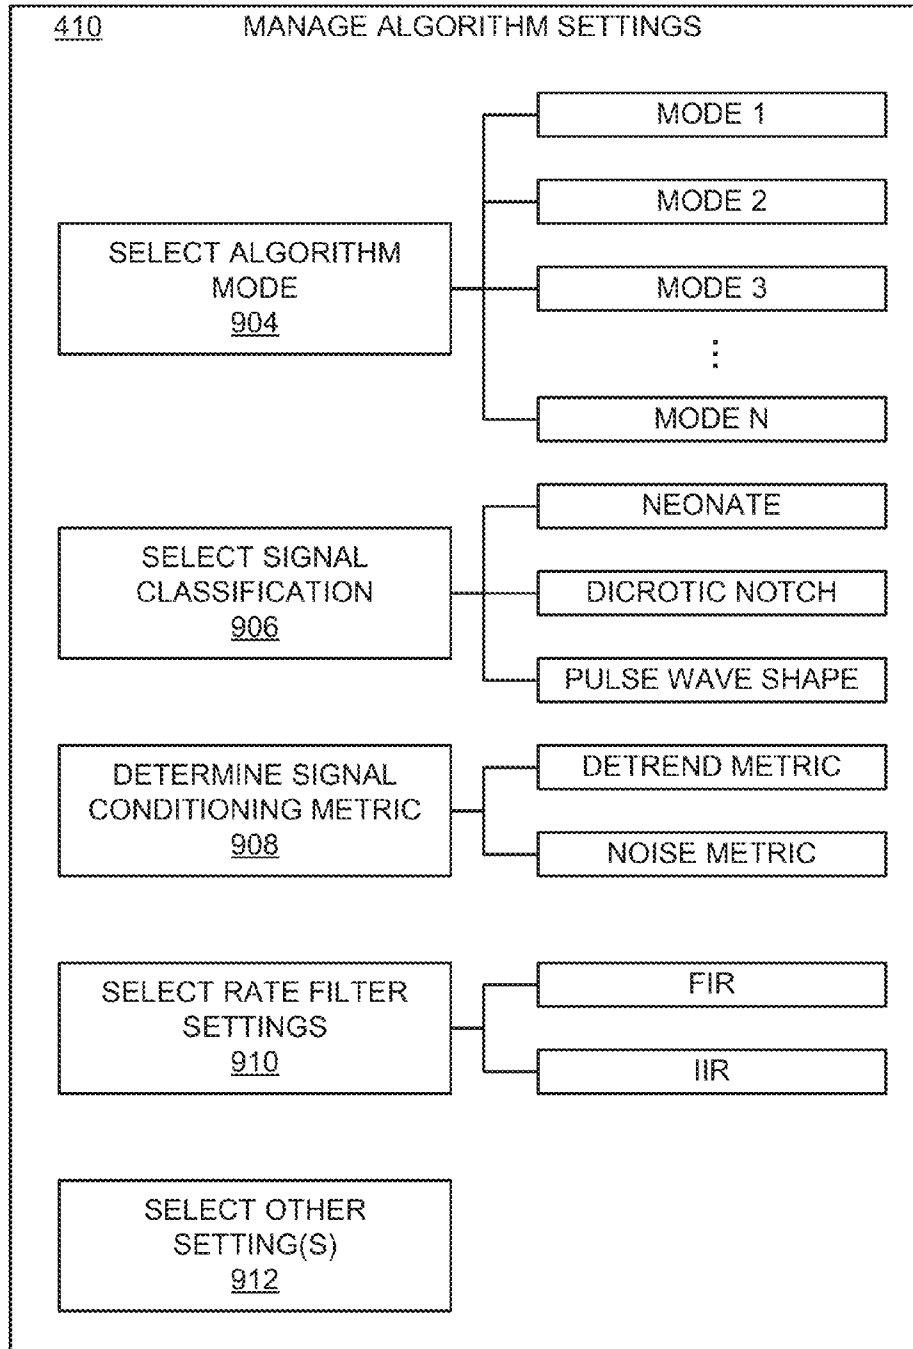 410 MANAGE ALGORITHM SETTINGS
SELECT ALGORITHM
MODE
904
MODE 1
MODE 2
MODE 3
⋮
MODE N
SELECT SIGNAL
CLASSIFICATION
906
NEONATE
DICROTIC NOTCH
PULSE WAVE SHAPE
DETERMINE SIGNAL
CONDITIONING METRIC
908
DETREND METRIC
NOISE METRIC
SELECT RATE FILTER
SETTINGS
910
FIR
IIR
SELECT OTHER
SETTING(S)
912